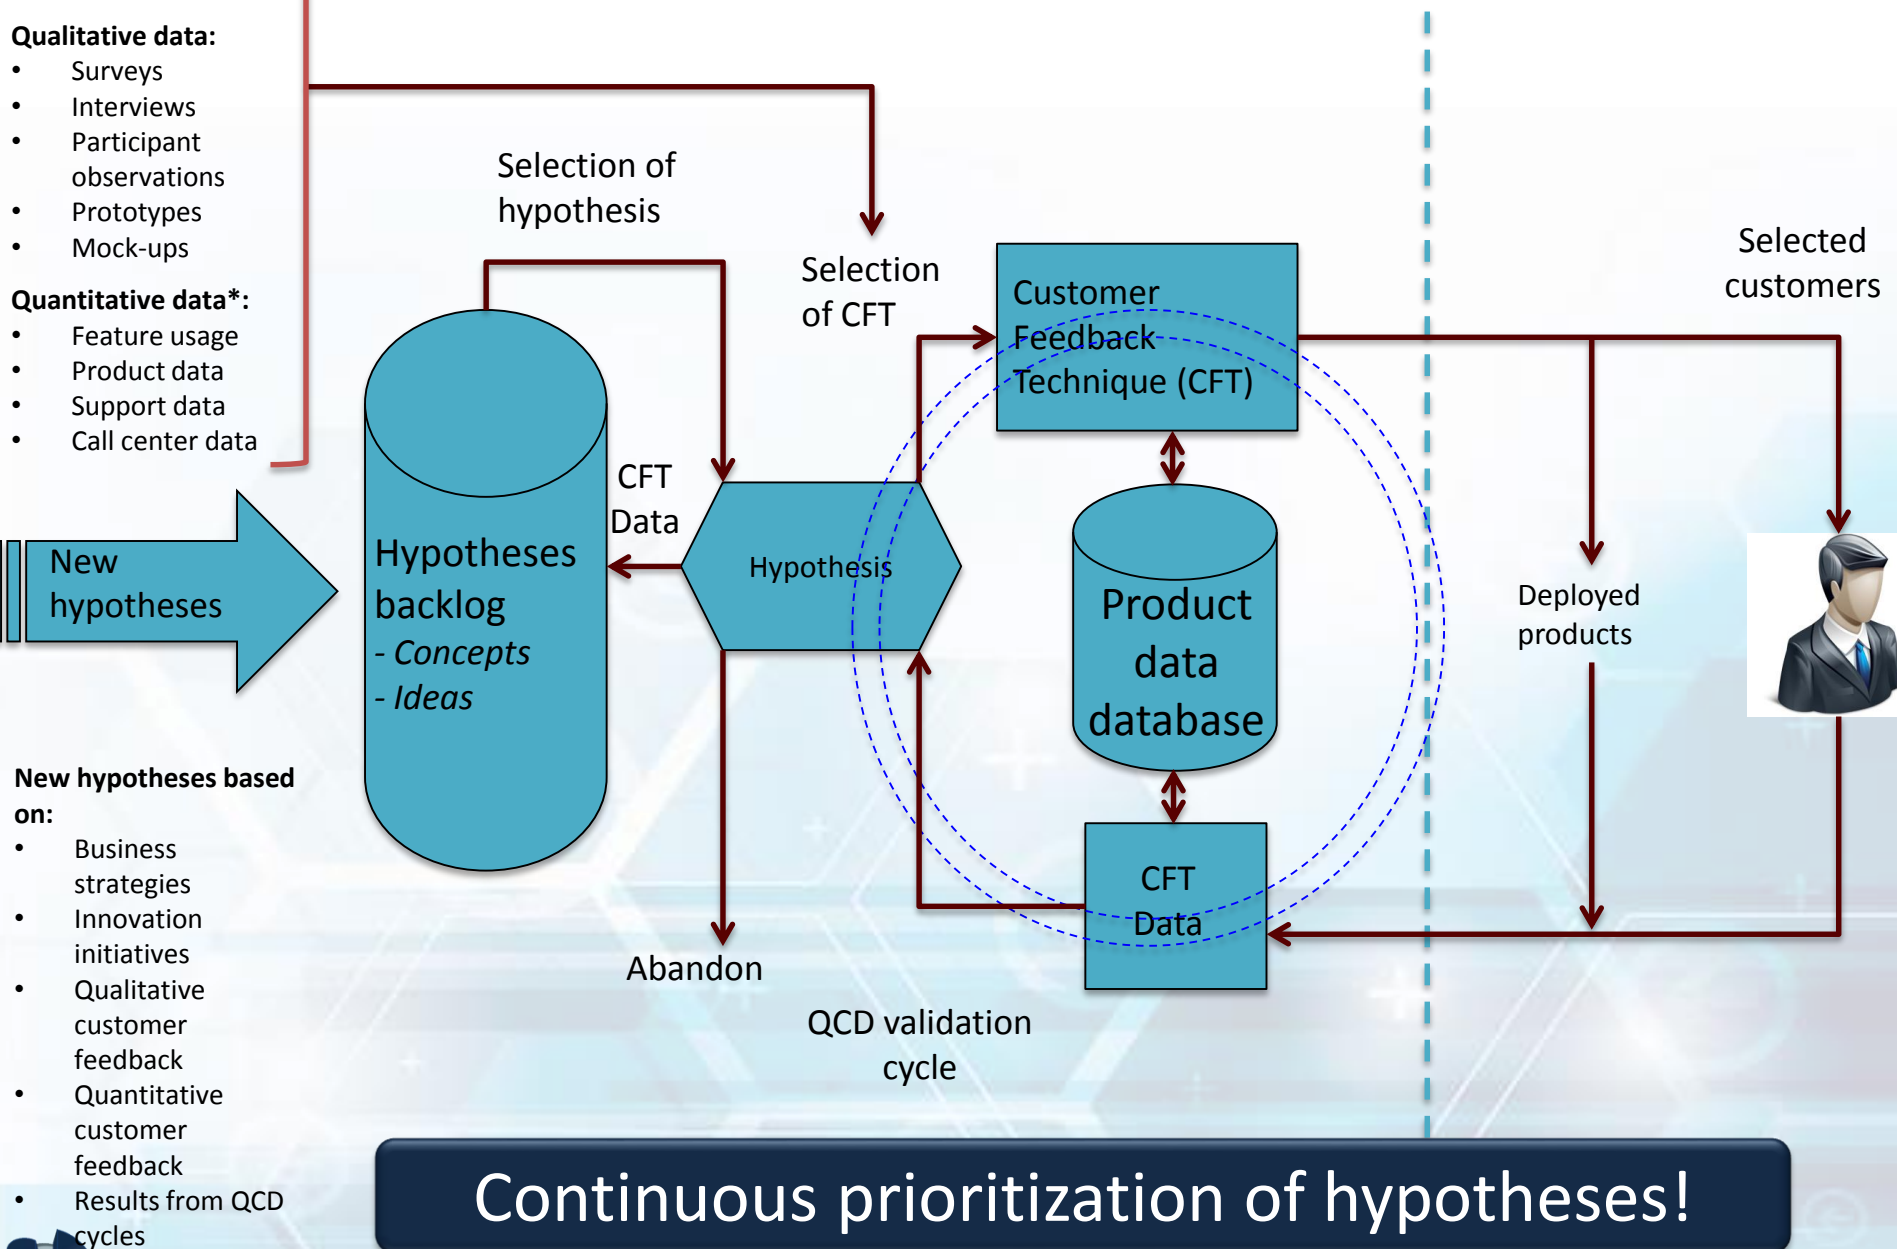 Qualitative data:
• Surveys
• Interviews
• Participant
observations
• Prototypes
• Mock-ups
Quantitative data*:
• Feature usage
• Product data
• Support data
• Call center data
New
hypotheses
New hypotheses based
on:
• Business
strategies
• Innovation
initiatives
• Qualitative
customer
feedback
• Quantitative
customer
feedback
• Results from QCD
cycles
Selection of
hypothesis
Hypotheses
backlog
- Concepts
- Ideas
CFT
Data
Hypothesis
Abandon
Selection
of CFT
Customer
Feedback
Technique (CFT)
Product
data
database
CFT
Data
QCD validation
cycle
Selected
customers
Deployed
products
Continuous prioritization of hypotheses!